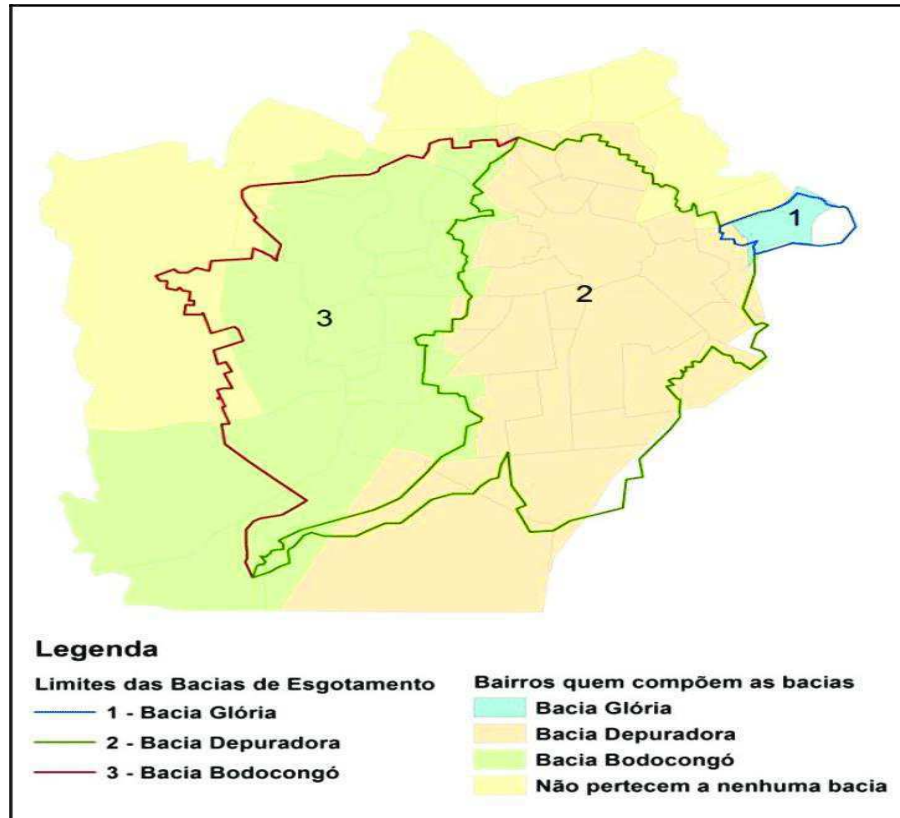 1
2
3
Legenda
Limites das Bacias de Esgotamento
1 - Bacia Glória
2 - Bacia Depuradora
3 - Bacia Bodocongó
Bairros quem compõem as bacias
Bacia Glória
Bacia Depuradora
Bacia Bodocongó
Não pertecem a nenhuma bacia